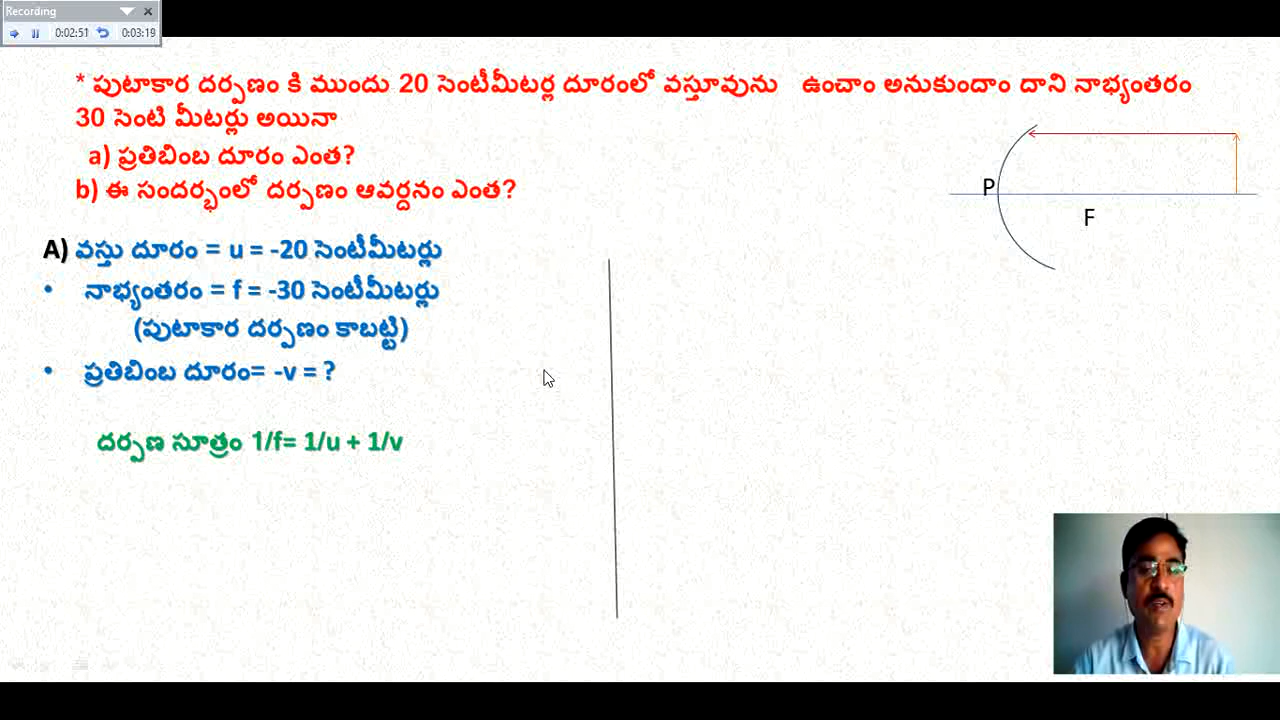 Recording
0:02:51 0:03:19
* పుటాకార దర్పణం కి ముందు 20 సెంటీమీటర్ల దూరంలో వస్తూవును ఉంచాం అనుకుందాం దాని నాభ్యంతరం
30 సెంటి మీటర్లు అయినా
a) ప్రతిబింబ దూరం ఎంత?
b) ఈ సందర్భంలో దర్పణం ఆవర్దనం ఎంత?
P
F
A) వస్తు దూరం = u = -20 సెంటీమీటర్లు
• నాభ్యంతరం = f = -30 సెంటీమీటర్లు
(పుటాకార దర్పణం కాబట్టి)
• ప్రతిబింబ దూరం= -v = ?
దర్పణ సూత్రం 1/f= 1/u + 1/v